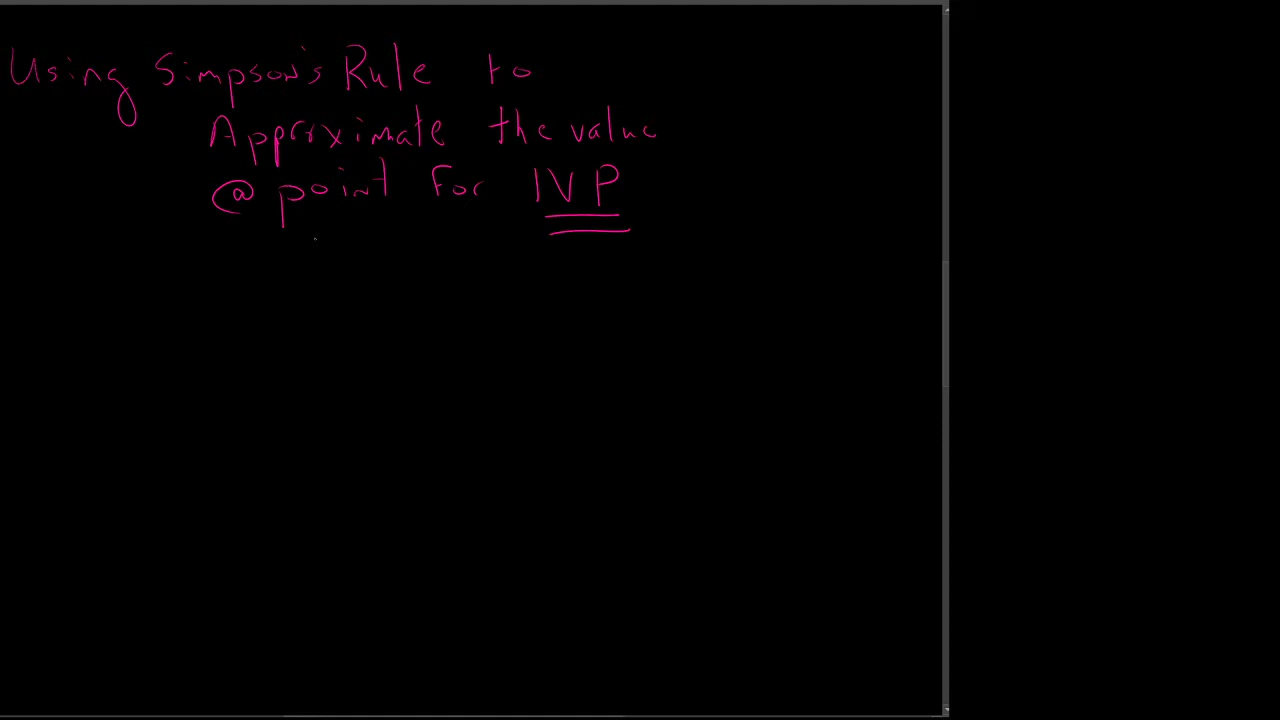 Using Simpson's Rule to
Approximate the value
@ point for IVP